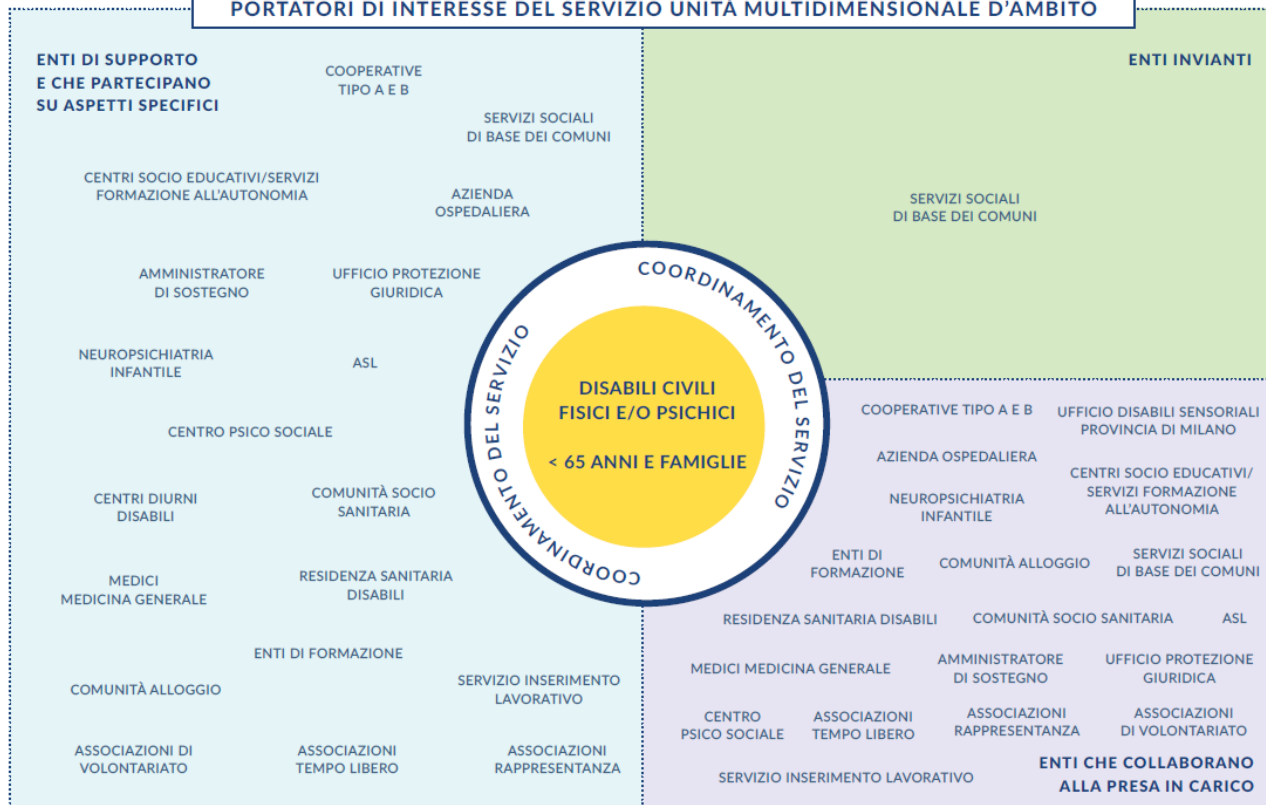 PORTATORI DI INTERESSE DEL SERVIZIO UNITÀ MULTIDIMENSIONALE D'AMBITO
ENTI DI SUPPORTO
E CHE PARTECIPANO
SU ASPETTI SPECIFICI
COOPERATIVE
TIPO A E B
SERVIZI SOCIALI
DI BASE DEI COMUNI
CENTRI SOCIO EDUCATIVI/SERVIZI
FORMAZIONE ALL'AUTONOMIA
AZIENDA
OSPEDALIERA
AMMINISTRATORE
DI SOSTEGNO
UFFICIO PROTEZIONE
GIURIDICA
NEUROPSICHIATRIA
INFANTILE
ASL
CENTRO PSICO SOCIALE
CENTRI DIURNI
DISABILI
COMUNITÀ SOCIO
SANITARIA
MEDICI
MEDICINA GENERALE
RESIDENZA SANITARIA
DISABILI
ENTI DI FORMAZIONE
COMUNITÀ ALLOGGIO
SERVIZIO INSERIMENTO
LAVORATIVO
ASSOCIAZIONI DI
VOLONTARIATO
ASSOCIAZIONI
TEMPO LIBERO
ASSOCIAZIONI
RAPPRESENTANZA
ENTI INVIANTI
SERVIZI SOCIALI
DI BASE DEI COMUNI
COORDINAMENTO DEL SERVIZIO
COORDINAMENTO DEL SERVIZIO
DISABILI CIVILI
FISICI E/O PSICHICI
< 65 ANNI E FAMIGLIE
COOPERATIVE TIPO A E B
UFFICIO DISABILI SENSORIALI
PROVINCIA DI MILANO
AZIENDA OSPEDALIERA
CENTRI SOCIO EDUCATIVI/
SERVIZI FORMAZIONE
ALL'AUTONOMIA
NEUROPSICHIATRIA
INFANTILE
ENTI DI
FORMAZIONE
COMUNITÀ ALLOGGIO
SERVIZI SOCIALI
DI BASE DEI COMUNI
RESIDENZA SANITARIA DISABILI
COMUNITÀ SOCIO SANITARIA
ASL
MEDICI MEDICINA GENERALE
AMMINISTRATORE
DI SOSTEGNO
UFFICIO PROTEZIONE
GIURIDICA
CENTRO
PSICO SOCIALE
ASSOCIAZIONI
TEMPO LIBERO
ASSOCIAZIONI
RAPPRESENTANZA
ASSOCIAZIONI
DI VOLONTARIATO
SERVIZIO INSERIMENTO LAVORATIVO
ENTI CHE COLLABORANO
ALLA PRESA IN CARICO